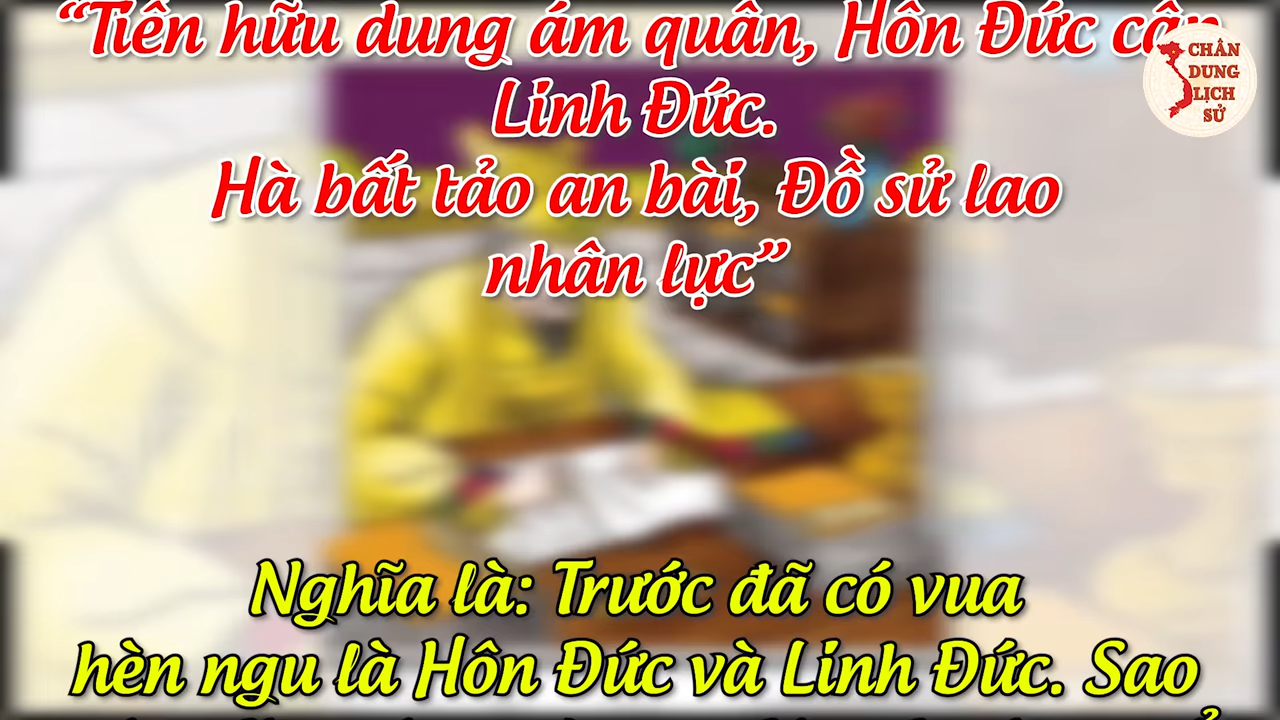 “Tiền hữu dung ám quân, Hôn Đức
Linh Đức.
Hà bất tảo an bài, Đồ sử lao
nhân lực”
Nghĩa là: Trước đã có vua
hèn ngu là Hôn Đức và Linh Đức. Sao
CHÂN
DUNG
LỊCH
SỬ